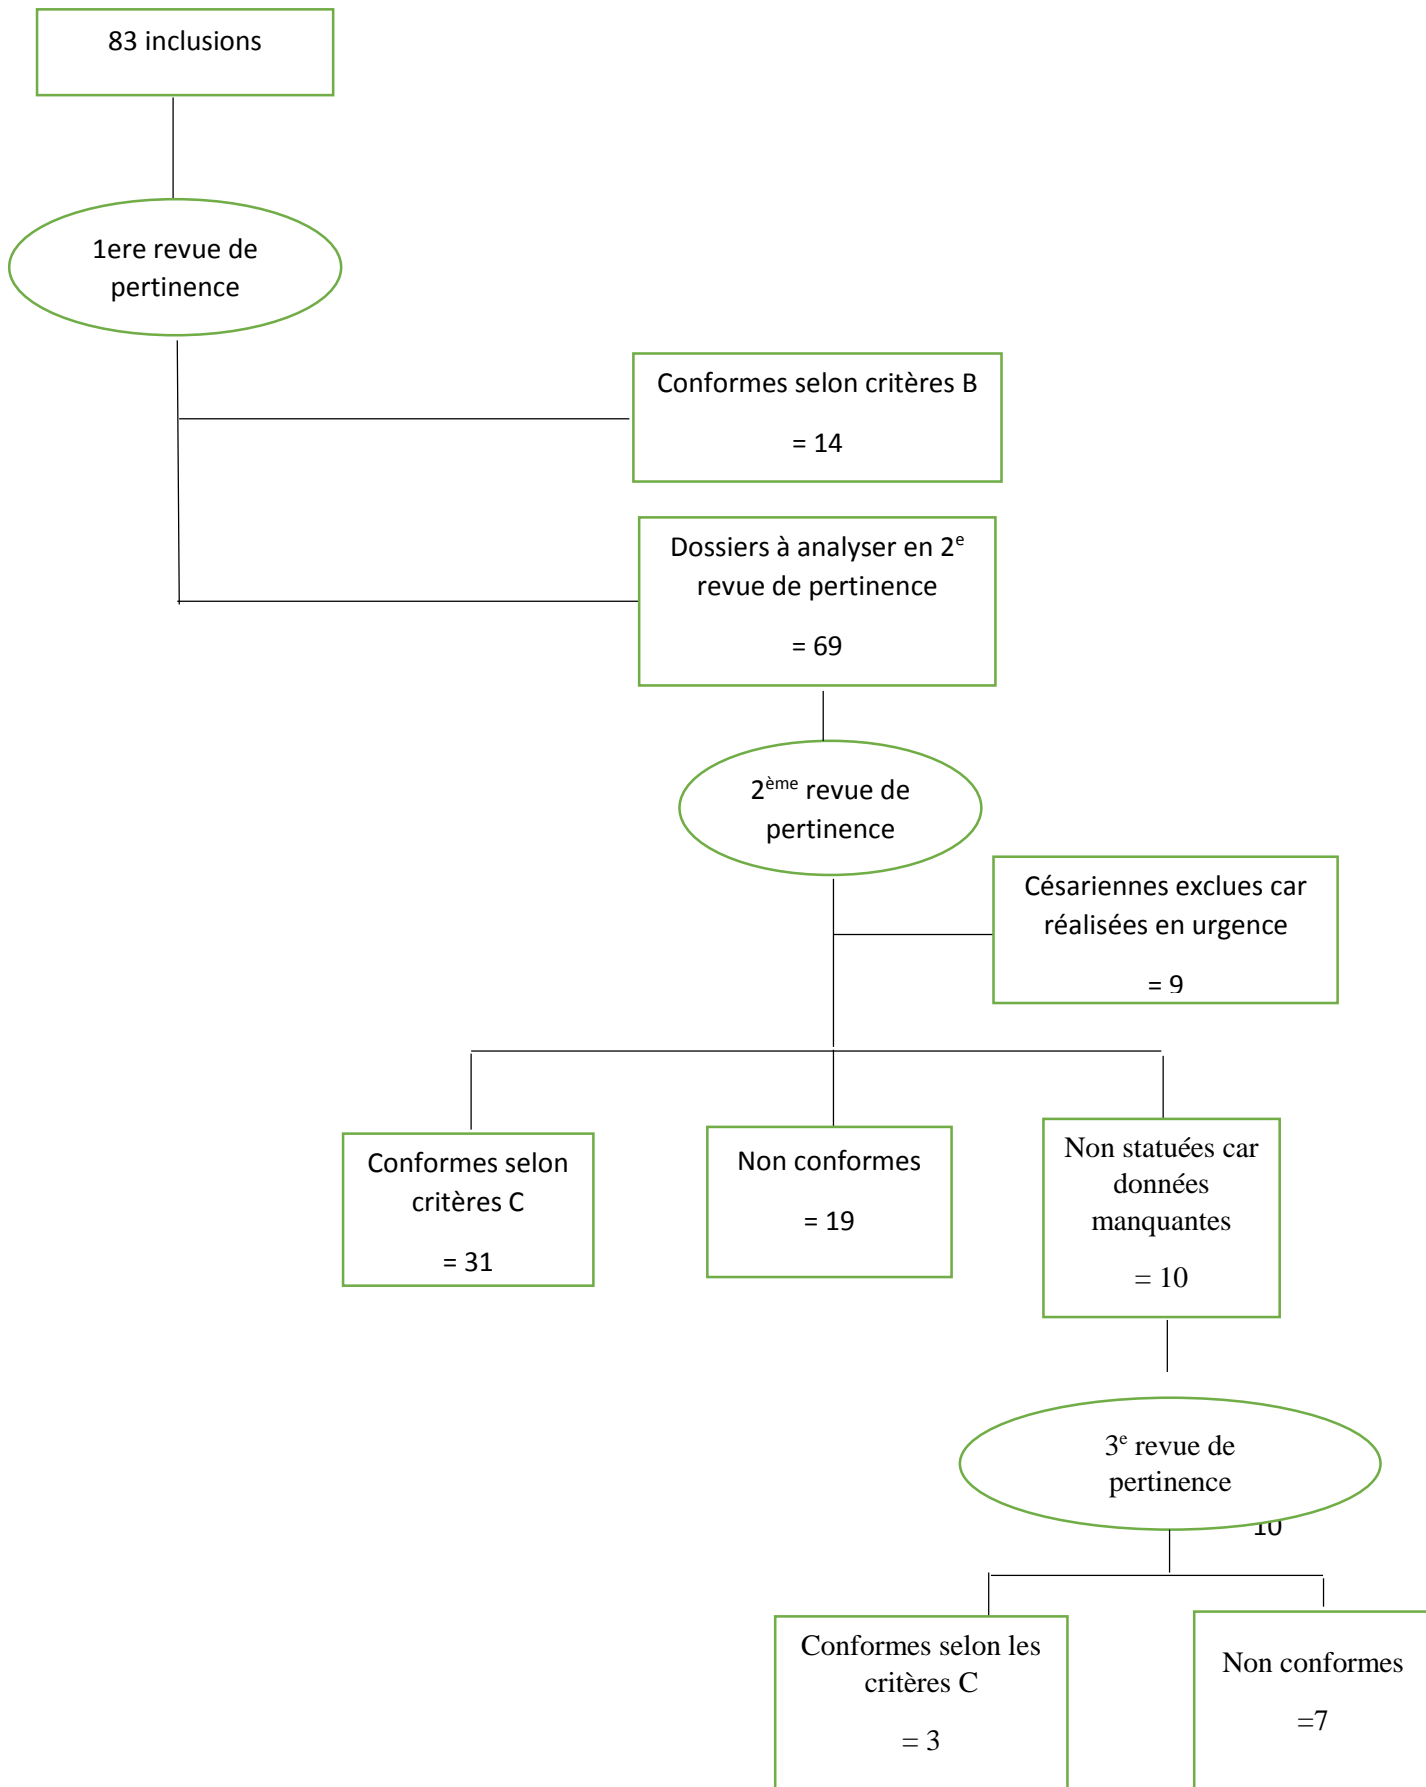 83 inclusions
1ere revue de
pertinence
Conformes selon critères B
= 14
Dossiers à analyser en 2e
revue de pertinence
= 69
2ème revue de
pertinence
Césariennes exclues car
réalisées en urgence
= 9
Conformes selon
critères C
= 31
Non conformes
= 19
Non statuées car
données
manquantes
= 10
3e revue de
pertinence
10
Conformes selon les
critères C
= 3
Non conformes
=7